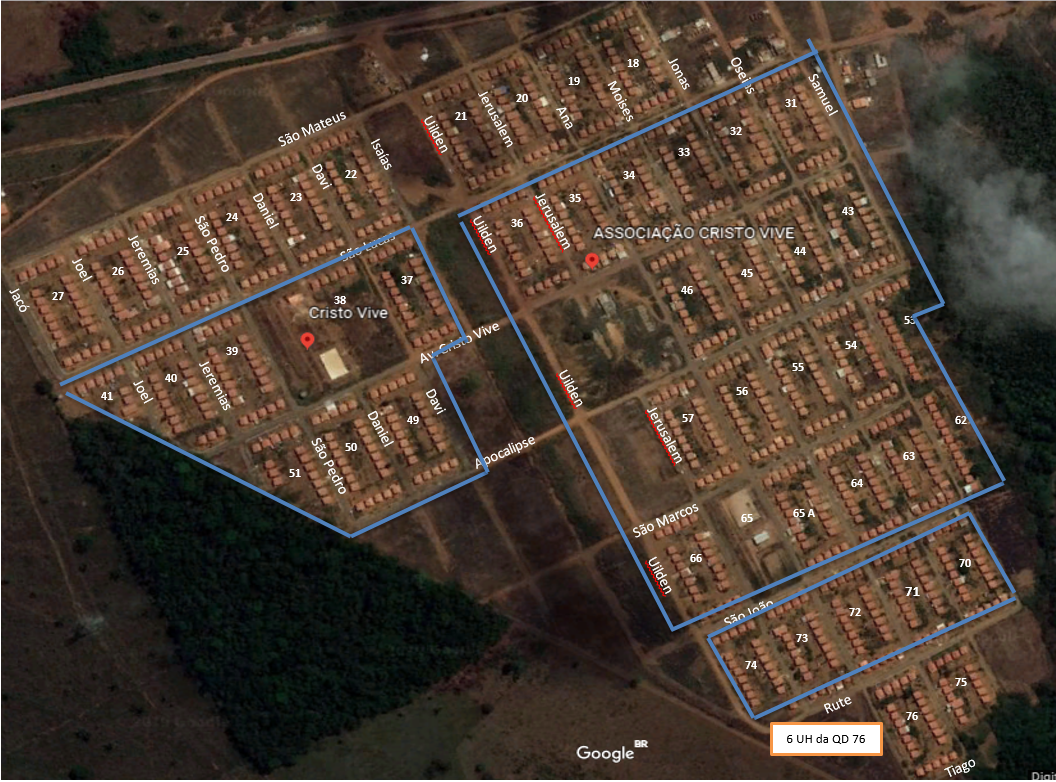 18
Jonas
Oseias
19
Moises
31
Samuel
20
Ana
21
Jerusalem
Uilden
32
São Mateus
Isaías
33
22
Davi
34
23
Daniel
35
Jerusalem
43
24
São Pedro
36
Uilden
ASSOCIAÇÃO CRISTO VIVE
São Lucas
25
Jeremias
44
26
Joel
45
37
46
27
Jacó
38
Cristo Vive
53
Av Cristo Vive
54
39
55
40
Jeremias
Uilden
56
41
Joel
Davi
57
49
Daniel
Jerusalem
62
50
São Pedro
Apocalipse
63
51
64
São Marcos
65
65 A
66
Uilden
70
São João
71
72
73
74
75
Rute
76
6 UH da QD 76
Google
BR
Tiago